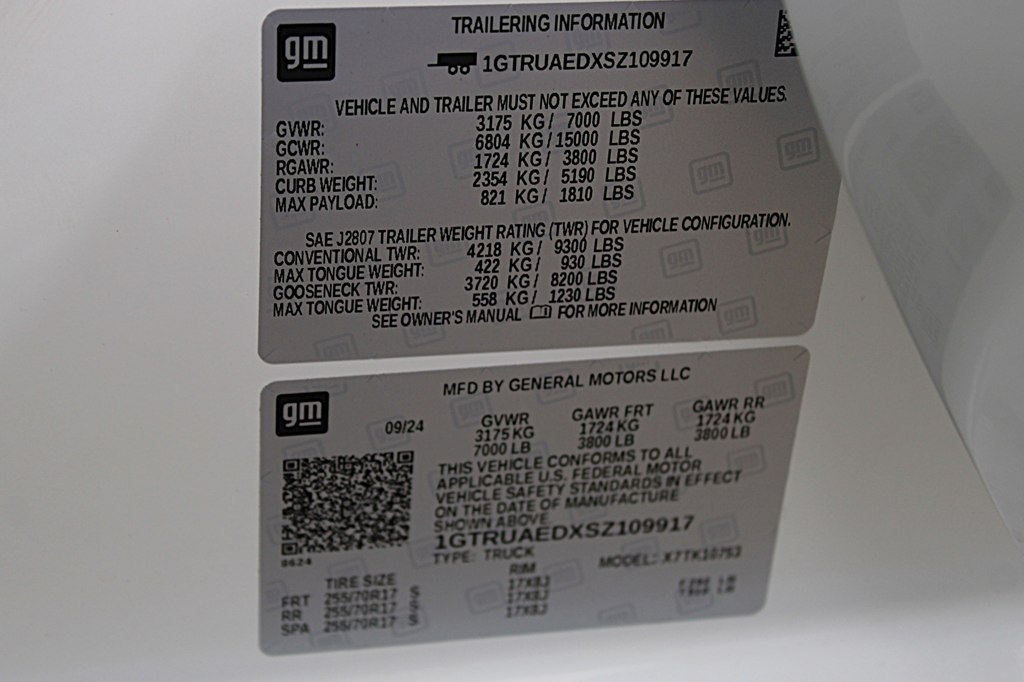 gm
TRAILERING INFORMATION
1GTRUAEDXSZ109917
VEHICLE AND TRAILER MUST NOT EXCEED ANY OF THESE VALUES.
GVWR: 3175 KG/ 7000 LBS
GCWR: 6804 KG/15000 LBS
RGAWR: 1724 KG/ 3800 LBS
CURB WEIGHT: 2354 KG/ 5190 LBS
MAX PAYLOAD: 821 KG/ 1810 LBS
SAE J2807 TRAILER WEIGHT RATING (TWR) FOR VEHICLE CONFIGURATION.
CONVENTIONAL TWR: 4218 KG/ 9300 LBS
MAX TONGUE WEIGHT: 422 KG/ 930 LBS
GOOSENECK TWR: 3720 KG/ 8200 LBS
MAX TONGUE WEIGHT: 558 KG/ 1230 LBS
SEE OWNER'S MANUAL FOR MORE INFORMATION
gm
MFD BY GENERAL MOTORS LLC
09/24
GVWR GAWR FRT GAWR RR
3175 KG 1724 KG 1724 KG
7000 LB 3800 LB 3800 LB
THIS VEHICLE CONFORMS TO ALL
APPLICABLE U.S. FEDERAL MOTOR
VEHICLE SAFETY STANDARDS IN EFFECT
ON THE DATE OF MANUFACTURE
SHOWN ABOVE
1GTRUAEDXSZ109917
TYPE: TRUCK MODEL:
TIRE SIZE RIM
FRT 255/70R17 S 17X8J
RR 255/70R17 S 17X8J
SPA 255/70R17 S 17X8J